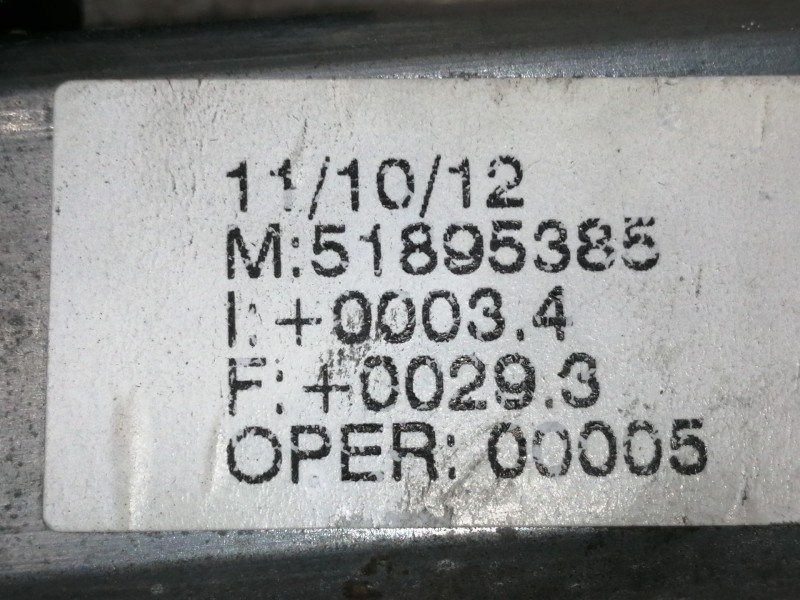 11/10/12
M:51895385
I:+0003.4
F:+0029.3
OPER: 00005